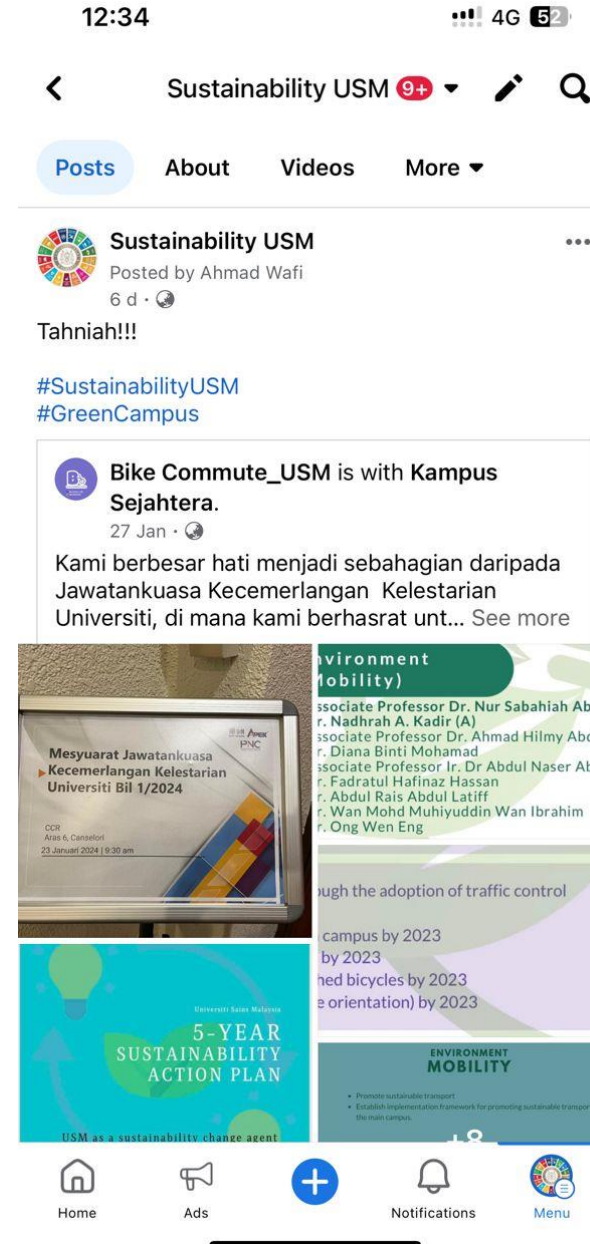 12:34
4G 52
Sustainability USM 9+
Posts About Videos More
Sustainability USM
Posted by Ahmad Wafi
6 d ·
Tahniah!!!
#SustainabilityUSM
#GreenCampus
Bike Commute_USM is with Kampus
Sejahtera.
27 Jan ·
Kami berbesar hati menjadi sebahagian daripada
Jawatankuasa Kecemerlangan Kelestarian
Universiti, di mana kami berhasrat unt... See more
APEX
PNC
Mesyuarat Jawatankuasa
Kecemerlangan Kelestarian
Universiti Bil 1/2024
CCR
Aras 6, Canselori
23 Januari 2024 | 9:30 am
nvironment
Mobility)
ssociate Professor Dr. Nur Sabahiah Ab
r. Nadhrah A. Kadir (A)
ssociate Professor Dr. Ahmad Hilmy Abd
r. Diana Binti Mohamad
ssociate Professor Ir. Dr Abdul Naser Ab
r. Fadratul Hafinaz Hassan
r. Abdul Rais Abdul Latiff
r. Wan Mohd Muhiyuddin Wan Ibrahim
r. Ong Wen Eng
ough the adoption of traffic control
campus by 2023
by 2023
hed bicycles by 2023
e orientation) by 2023
Universiti Sains Malaysia
5-YEAR
SUSTAINABILITY
ACTION PLAN
USM as a sustainability change agent
ENVIRONMENT
MOBILITY
• Promote sustainable transport
• Establish implementation framework for promoting sustainable transpor
the main campus.
+8
Home Ads Notifications Menu